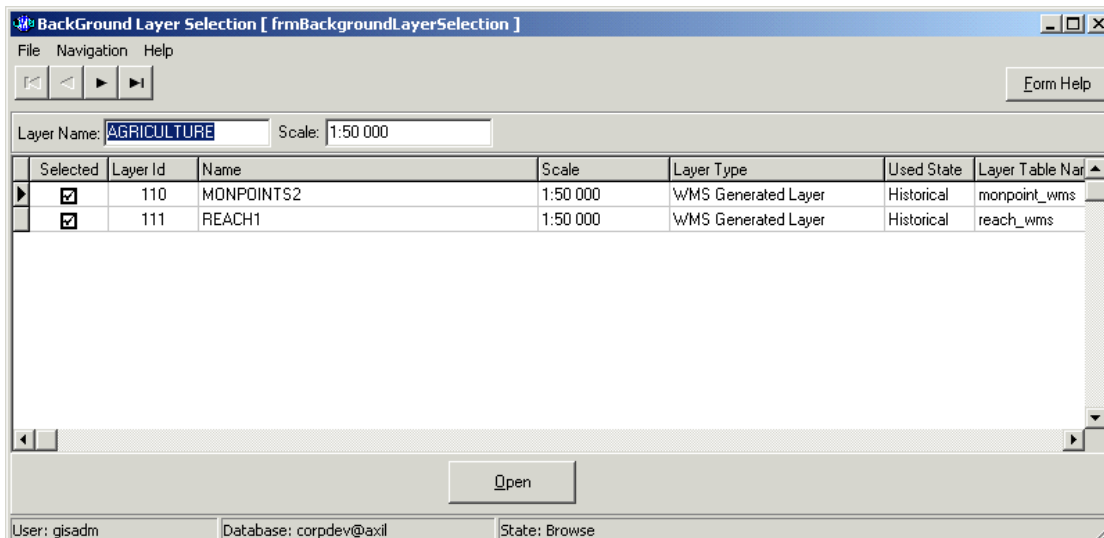 BackGround Layer Selection [ frmBackgroundLayerSelection ]
File Navigation Help
Form Help
Layer Name: AGRICULTURE Scale: 1:50 000
Selected Layer Id Name Scale Layer Type Used State Layer Table Nar
110 MONPOINTS2 1:50 000 WMS Generated Layer Historical monpoint_wms
111 REACH1 1:50 000 WMS Generated Layer Historical reach_wms
Open
User: gisadm Database: corpdev@axil State: Browse